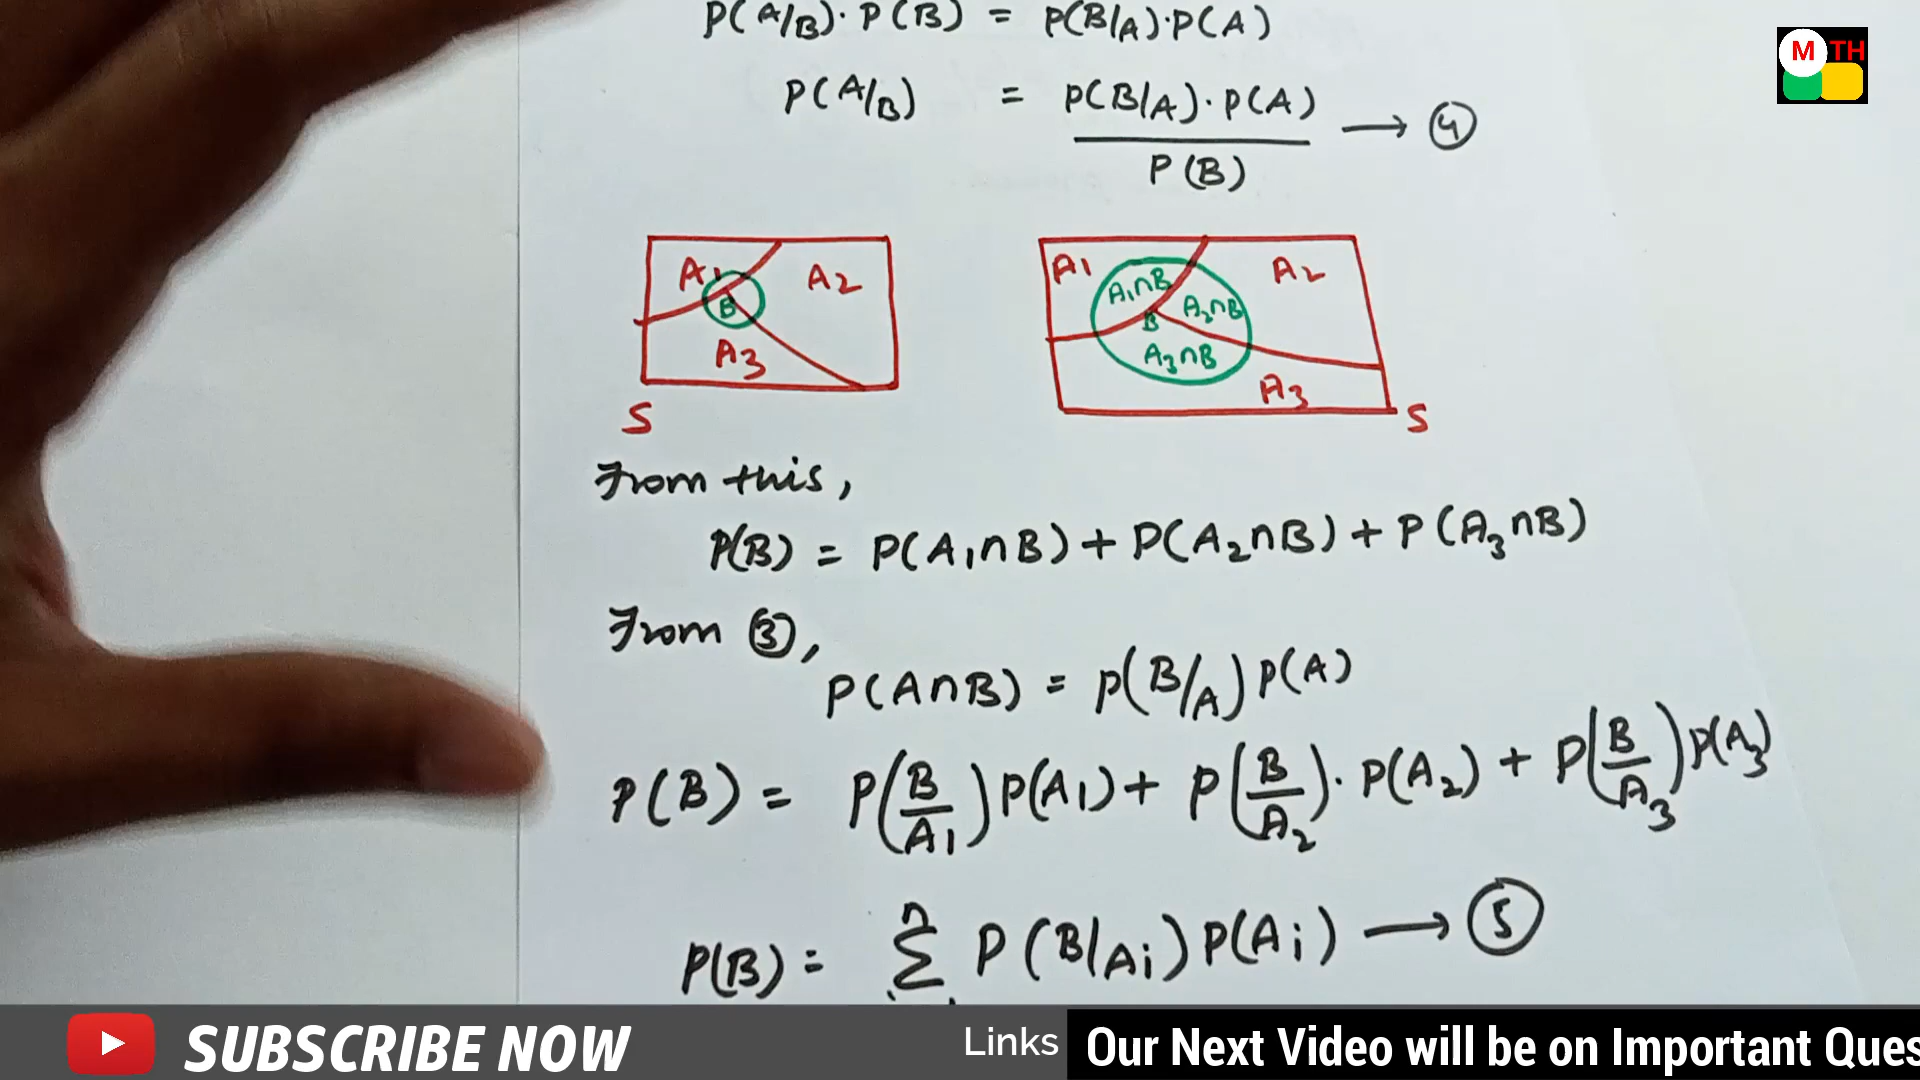 P(A/B)·P(B) = P(B/A)·P(A)
P(A/B) = P(B/A)·P(A) / P(B) → ④
M TH
A1 A2 B A3 S
A1 A1∩B A2∩B B A3∩B A2 A3 S
From this,
P(B) = P(A1∩B) + P(A2∩B) + P(A3∩B)
From ③,
P(A∩B) = P(B/A) P(A)
P(B) = P(B/A1) P(A1) + P(B/A2)·P(A2) + P(B/A3) P(A3)
P(B) = n Σ P(B/Ai) P(Ai) → ⑤
SUBSCRIBE NOW Links Our Next Video will be on Important Ques